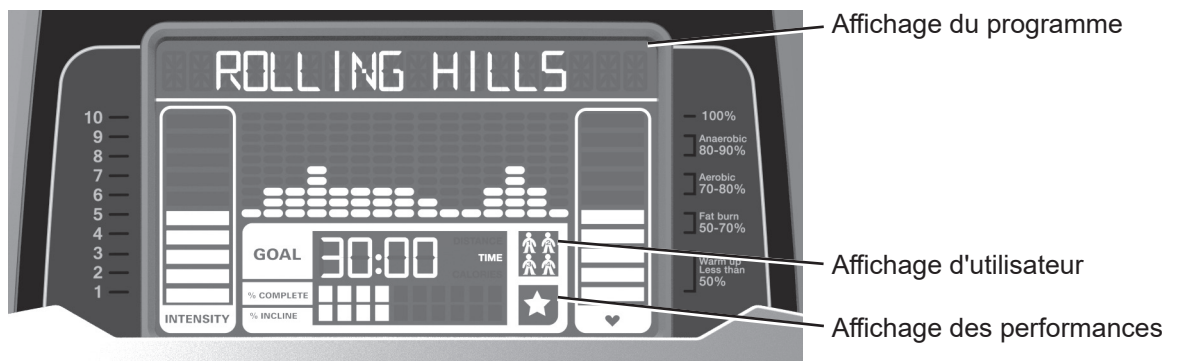 Affichage du programme
ROLLING HILLS
10
9
8
7
6
5
4
3
2
1
INTENSITY
100%
Anaerobic
80-90%
Aerobic
70-80%
Fat burn
50-70%
Warm up
Less than
50%
GOAL
30:00
DISTANCE
TIME
CALORIES
% COMPLETE
% INCLINE
Affichage d'utilisateur
Affichage des performances